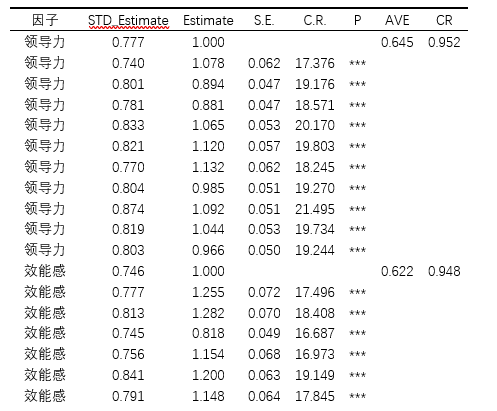 因子 STD_Estimate Estimate S.E. C.R. P AVE CR
领导力 0.777 1.000 0.645 0.952
领导力 0.740 1.078 0.062 17.376 ***
领导力 0.801 0.894 0.047 19.176 ***
领导力 0.781 0.881 0.047 18.571 ***
领导力 0.833 1.065 0.053 20.170 ***
领导力 0.821 1.120 0.057 19.803 ***
领导力 0.770 1.132 0.062 18.245 ***
领导力 0.804 0.985 0.051 19.270 ***
领导力 0.874 1.092 0.051 21.495 ***
领导力 0.819 1.044 0.053 19.734 ***
领导力 0.803 0.966 0.050 19.244 ***
效能感 0.746 1.000 0.622 0.948
效能感 0.777 1.255 0.072 17.496 ***
效能感 0.813 1.282 0.070 18.408 ***
效能感 0.745 0.818 0.049 16.687 ***
效能感 0.756 1.154 0.068 16.973 ***
效能感 0.841 1.200 0.063 19.149 ***
效能感 0.791 1.148 0.064 17.845 ***